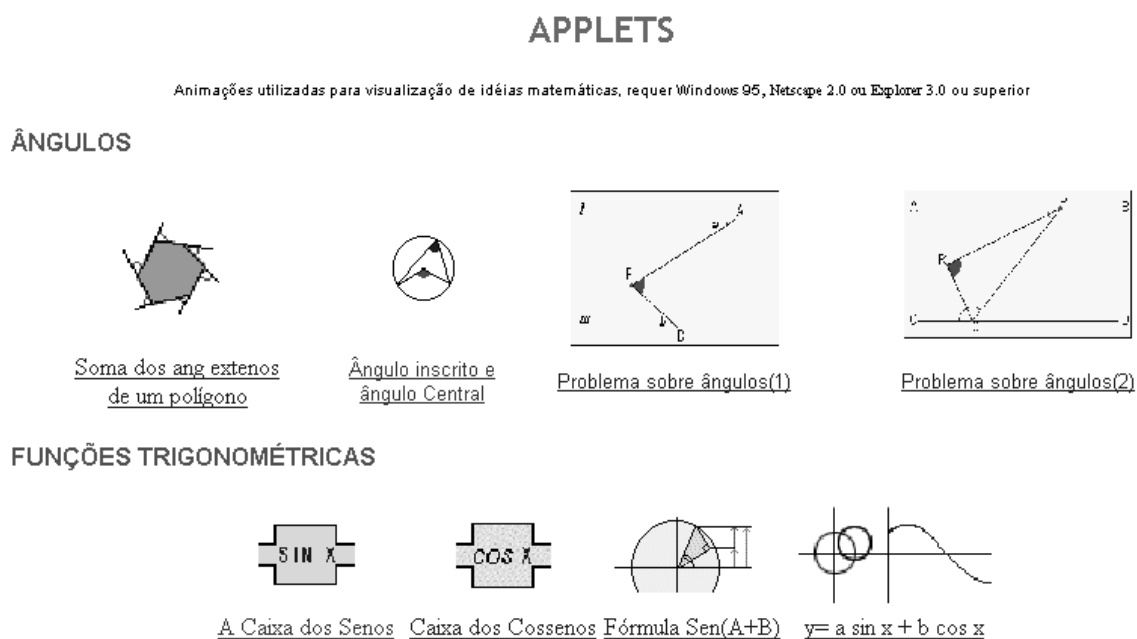 APPLETS
Animações utilizadas para visualização de idéias matemáticas, requer Windows 95, Netscape 2.0 ou Explorer 3.0 ou superior
ÂNGULOS
A
B
l
A
a
P
R
m
b
C
D
Soma dos ang extenos
de um polígono
Ângulo inscrito e
ângulo Central
Problema sobre ângulos(1)
Problema sobre ângulos(2)
FUNÇÕES TRIGONOMÉTRICAS
SIN X
COS X
A Caixa dos Senos
Caixa dos Cossenos
Fórmula Sen(A+B)
y= a sin x + b cos x